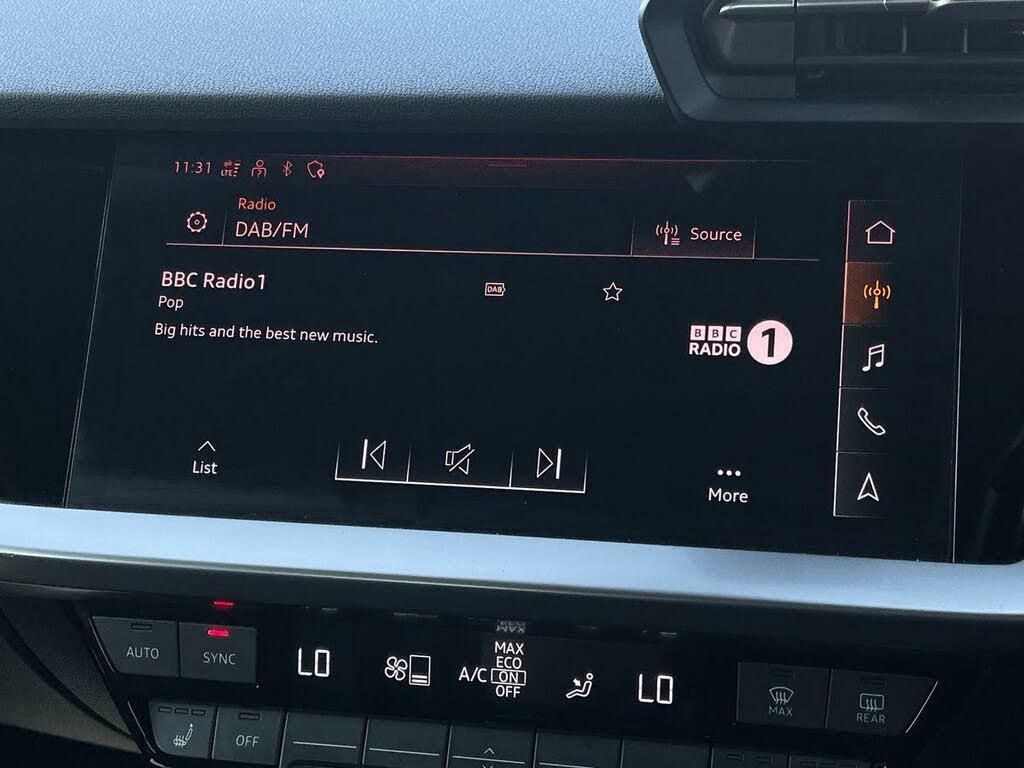 11:31 LTE
Radio
DAB/FM
Source
BBC Radio1
DAB
Pop
Big hits and the best new music.
BBC
RADIO 1
List
More
AUTO
SYNC
LO
A/C
MAX
ECO
ON
OFF
LO
MAX
REAR
OFF